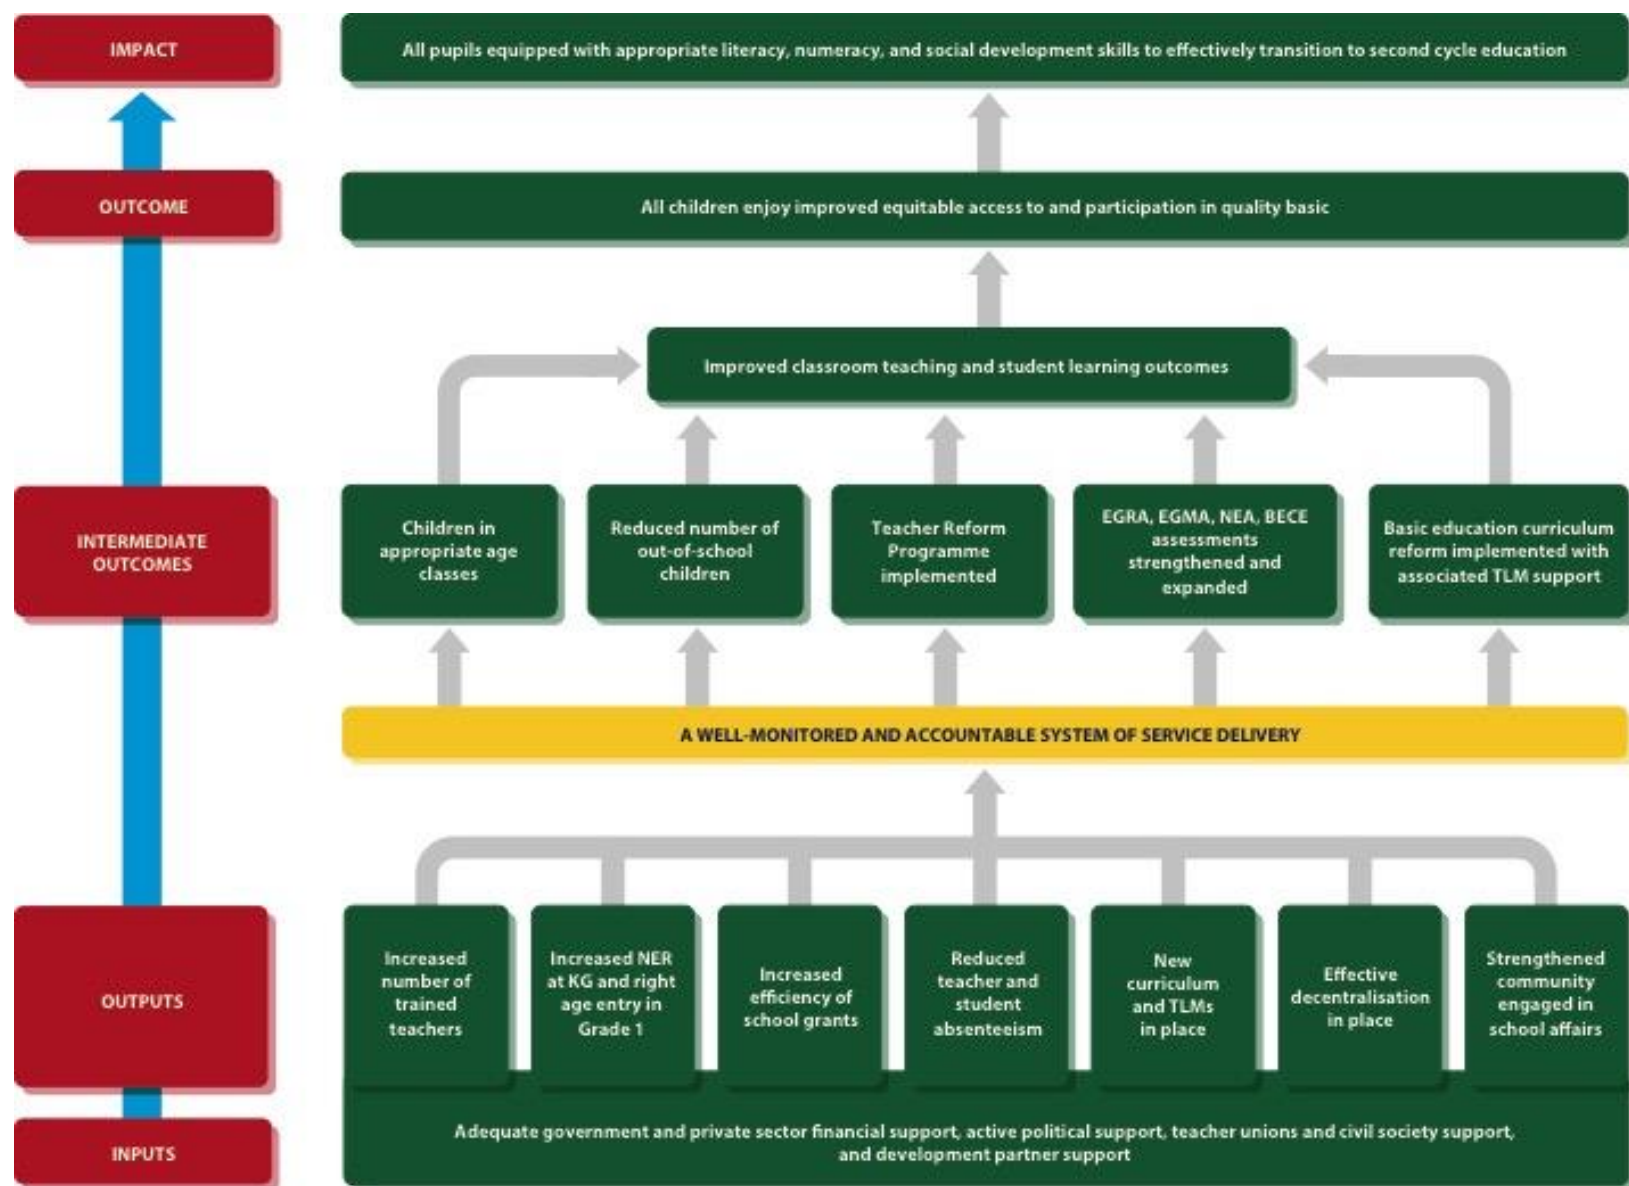 IMPACT
All pupils equipped with appropriate literacy, numeracy, and social development skills to effectively transition to second cycle education
OUTCOME
All children enjoy improved equitable access to and participation in quality basic
Improved classroom teaching and student learning outcomes
INTERMEDIATE
OUTCOMES
Children in
appropriate age
classes
Reduced number of
out-of-school
children
Teacher Reform
Programme
implemented
EGRA, EGMA, NEA, BECE
assessments
strengthened and
expanded
Basic education curriculum
reform implemented with
associated TLM support
A WELL-MONITORED AND ACCOUNTABLE SYSTEM OF SERVICE DELIVERY
OUTPUTS
Increased
number of
trained
teachers
Increased NER
at KG and right
age entry in
Grade 1
Increased
efficiency of
school grants
Reduced
teacher and
student
absenteeism
New
curriculum
and TLMs
in place
Effective
decentralisation
in place
Strengthened
community
engaged in
school affairs
INPUTS
Adequate government and private sector financial support, active political support, teacher unions and civil society support,
and development partner support